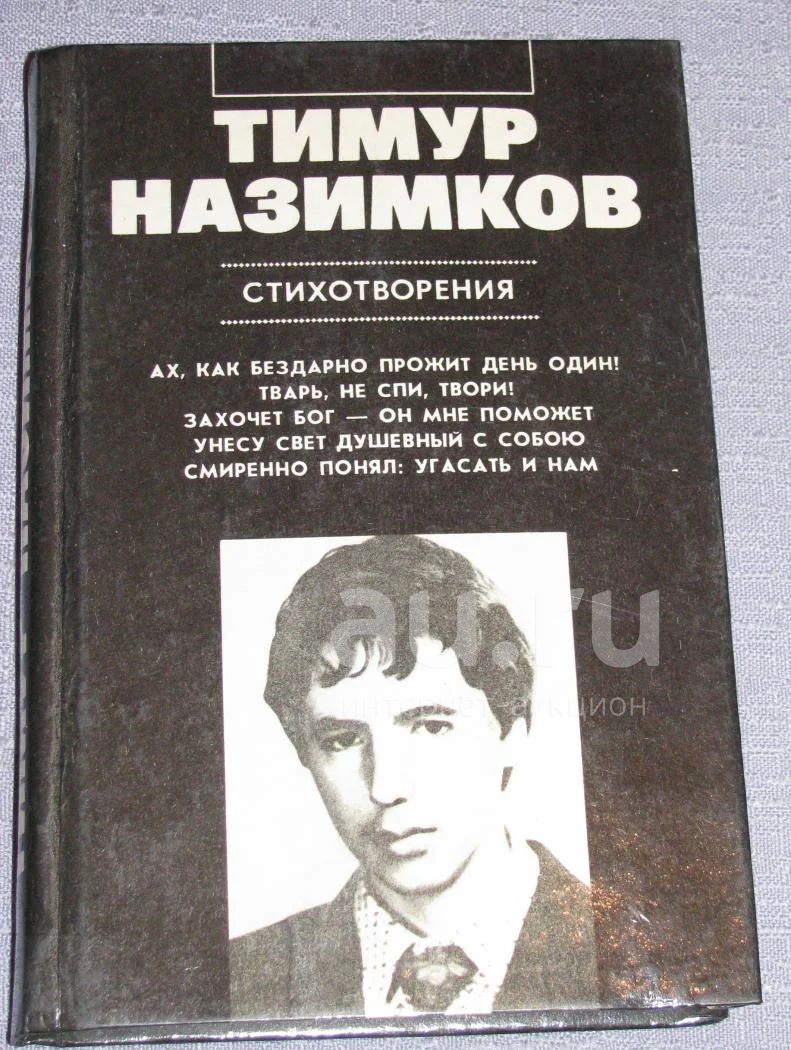 ТИМУР
НАЗИМКОВ
СТИХОТВОРЕНИЯ
АХ, КАК БЕЗДАРНО ПРОЖИТ ДЕНЬ ОДИН!
ТВАРЬ, НЕ СПИ, ТВОРИ!
ЗАХОЧЕТ БОГ — ОН МНЕ ПОМОЖЕТ
УНЕСУ СВЕТ ДУШЕВНЫЙ С СОБОЮ
СМИРЕННО ПОНЯЛ: УГАСАТЬ И НАМ
au.ru
интернет-аукцион